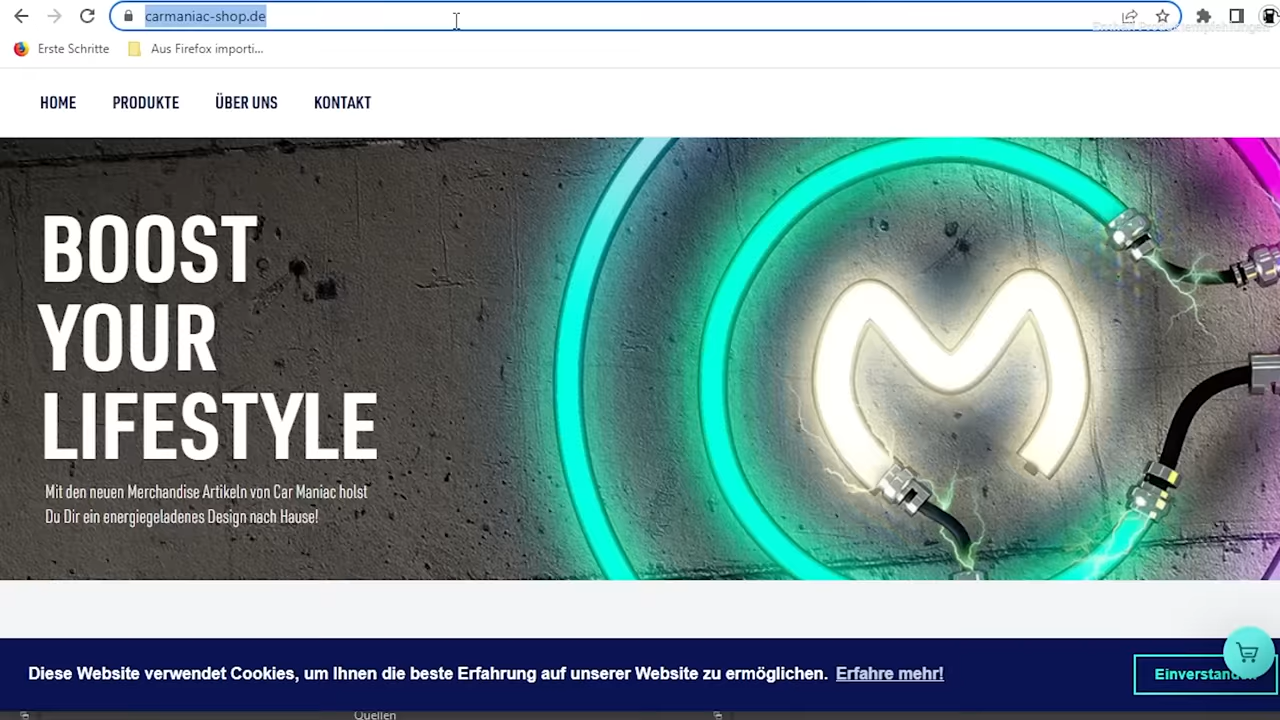 carmaniac-shop.de
Erste Schritte
Aus Firefox importi...
HOME
PRODUKTE
ÜBER UNS
KONTAKT
BOOST
YOUR
LIFESTYLE
Mit den neuen Merchandise Artikeln von Car Maniac holst
Du Dir ein energiegeladenes Design nach Hause!
Diese Website verwendet Cookies, um Ihnen die beste Erfahrung auf unserer Website zu ermöglichen. Erfahre mehr!
Einverstanden
Quellen